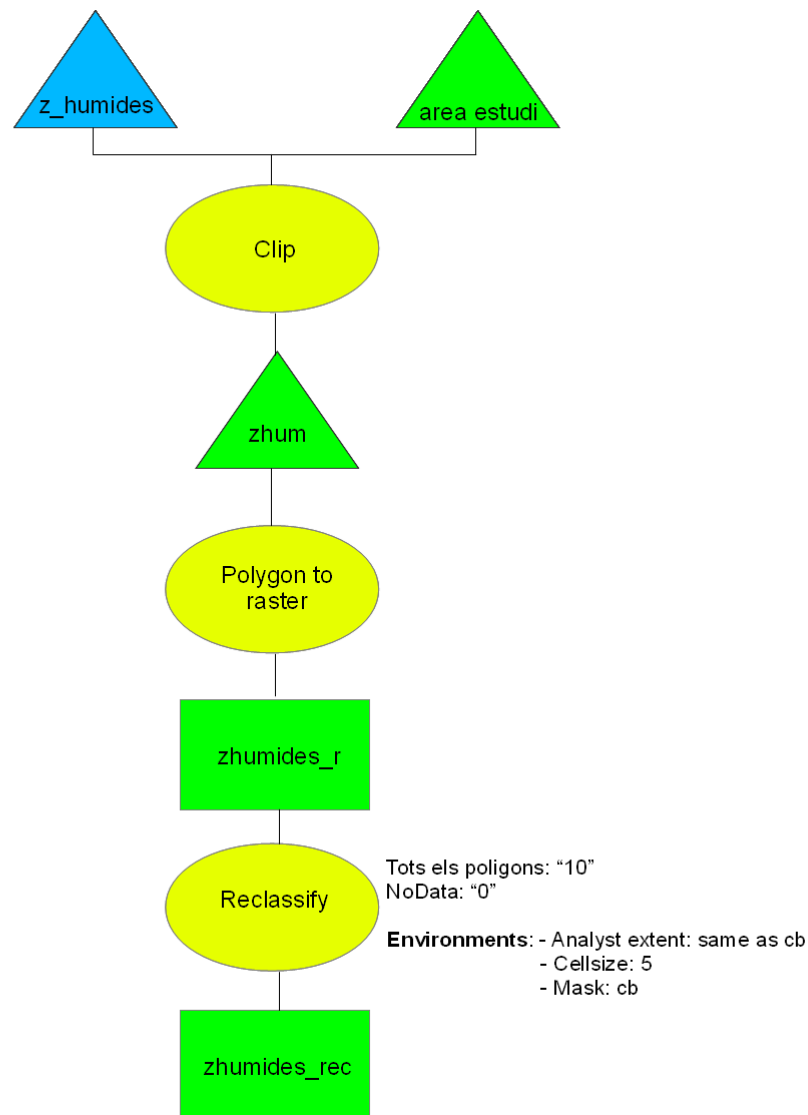 z_humides
area estudi
Clip
zhum
Polygon to
raster
zhumides_r
Reclassify
Tots els poligons: “10”
NoData: “0”
Environments: - Analyst extent: same as cb
- Cellsize: 5
- Mask: cb
zhumides_rec